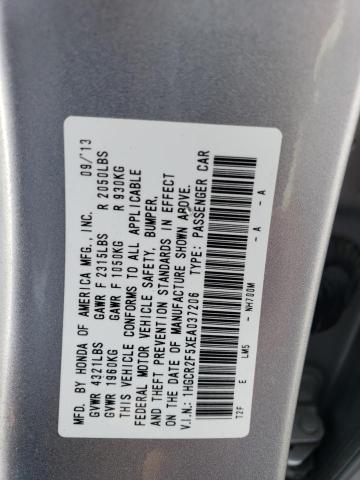 MFD. BY HONDA OF AMERICA MFG., INC. 09/13
GVWR 4321LBS GAWR F 2315LBS R 2050LBS
GVWR 1960KG GAWR F 1050KG R 930KG
THIS VEHICLE CONFORMS TO ALL APPLICABLE
FEDERAL MOTOR VEHICLE SAFETY, BUMPER,
AND THEFT PREVENTION STANDARDS IN EFFECT
ON THE DATE OF MANUFACTURE SHOWN ABOVE.
V.I.N.: 1HGCR2F5XEA037206 TYPE: PASSENGER CAR
T2F E LM5 - NH700M - A - A